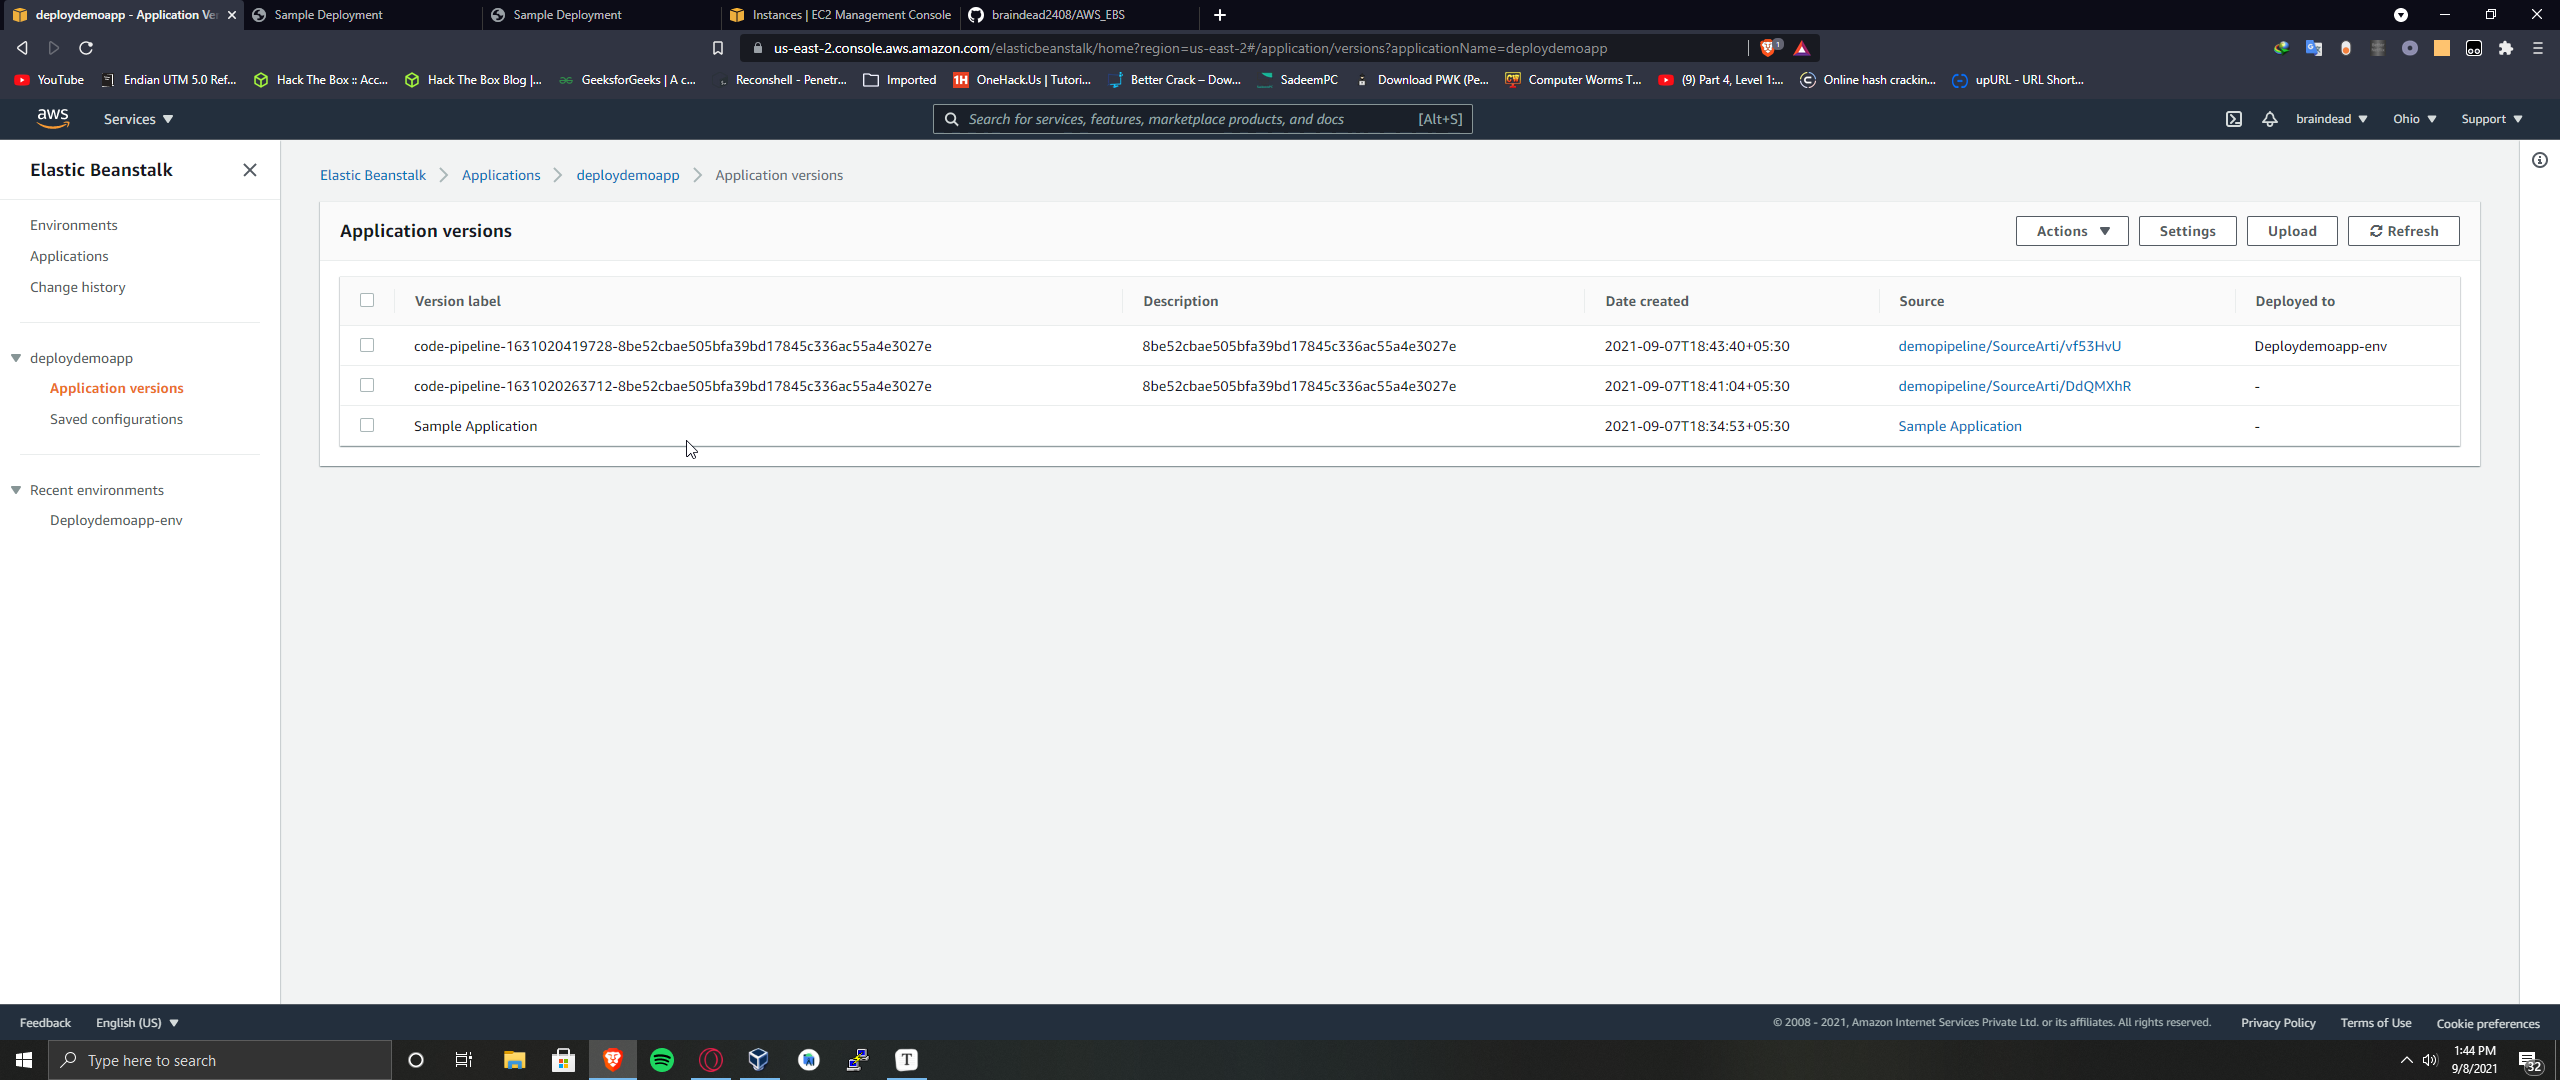 deploydemoapp - Application Ve
Sample Deployment
Sample Deployment
Instances | EC2 Management Console
braindead2408/AWS_EBS
us-east-2.console.aws.amazon.com/elasticbeanstalk/home?region=us-east-2#/application/versions?applicationName=deploydemoapp
1
YouTube
Endian UTM 5.0 Ref...
Hack The Box :: Acc...
Hack The Box Blog |...
GeeksforGeeks | A c...
Reconshell - Penetr...
Imported
1H
OneHack.Us | Tutori...
Better Crack – Dow...
SadeemPC
Download PWK (Pe...
Computer Worms T...
(9) Part 4, Level 1:...
Online hash crackin...
upURL - URL Short...
aws
Services
Search for services, features, marketplace products, and docs
[Alt+S]
braindead
Ohio
Support
Elastic Beanstalk
Environments
Applications
Change history
deploydemoapp
Application versions
Saved configurations
Recent environments
Deploydemoapp-env
Elastic Beanstalk
Applications
deploydemoapp
Application versions
Application versions
Actions
Settings
Upload
Refresh
Version label Description Date created Source Deployed to
code-pipeline-1631020419728-8be52cbae505bfa39bd17845c336ac55a4e3027e 8be52cbae505bfa39bd17845c336ac55a4e3027e 2021-09-07T18:43:40+05:30 demopipeline/SourceArti/vf53HvU Deploydemoapp-env
code-pipeline-1631020263712-8be52cbae505bfa39bd17845c336ac55a4e3027e 8be52cbae505bfa39bd17845c336ac55a4e3027e 2021-09-07T18:41:04+05:30 demopipeline/SourceArti/DdQMXhR -
Sample Application 2021-09-07T18:34:53+05:30 Sample Application -
Feedback
English (US)
© 2008 - 2021, Amazon Internet Services Private Ltd. or its affiliates. All rights reserved.
Privacy Policy
Terms of Use
Cookie preferences
Type here to search
T
1:44 PM
9/8/2021
32